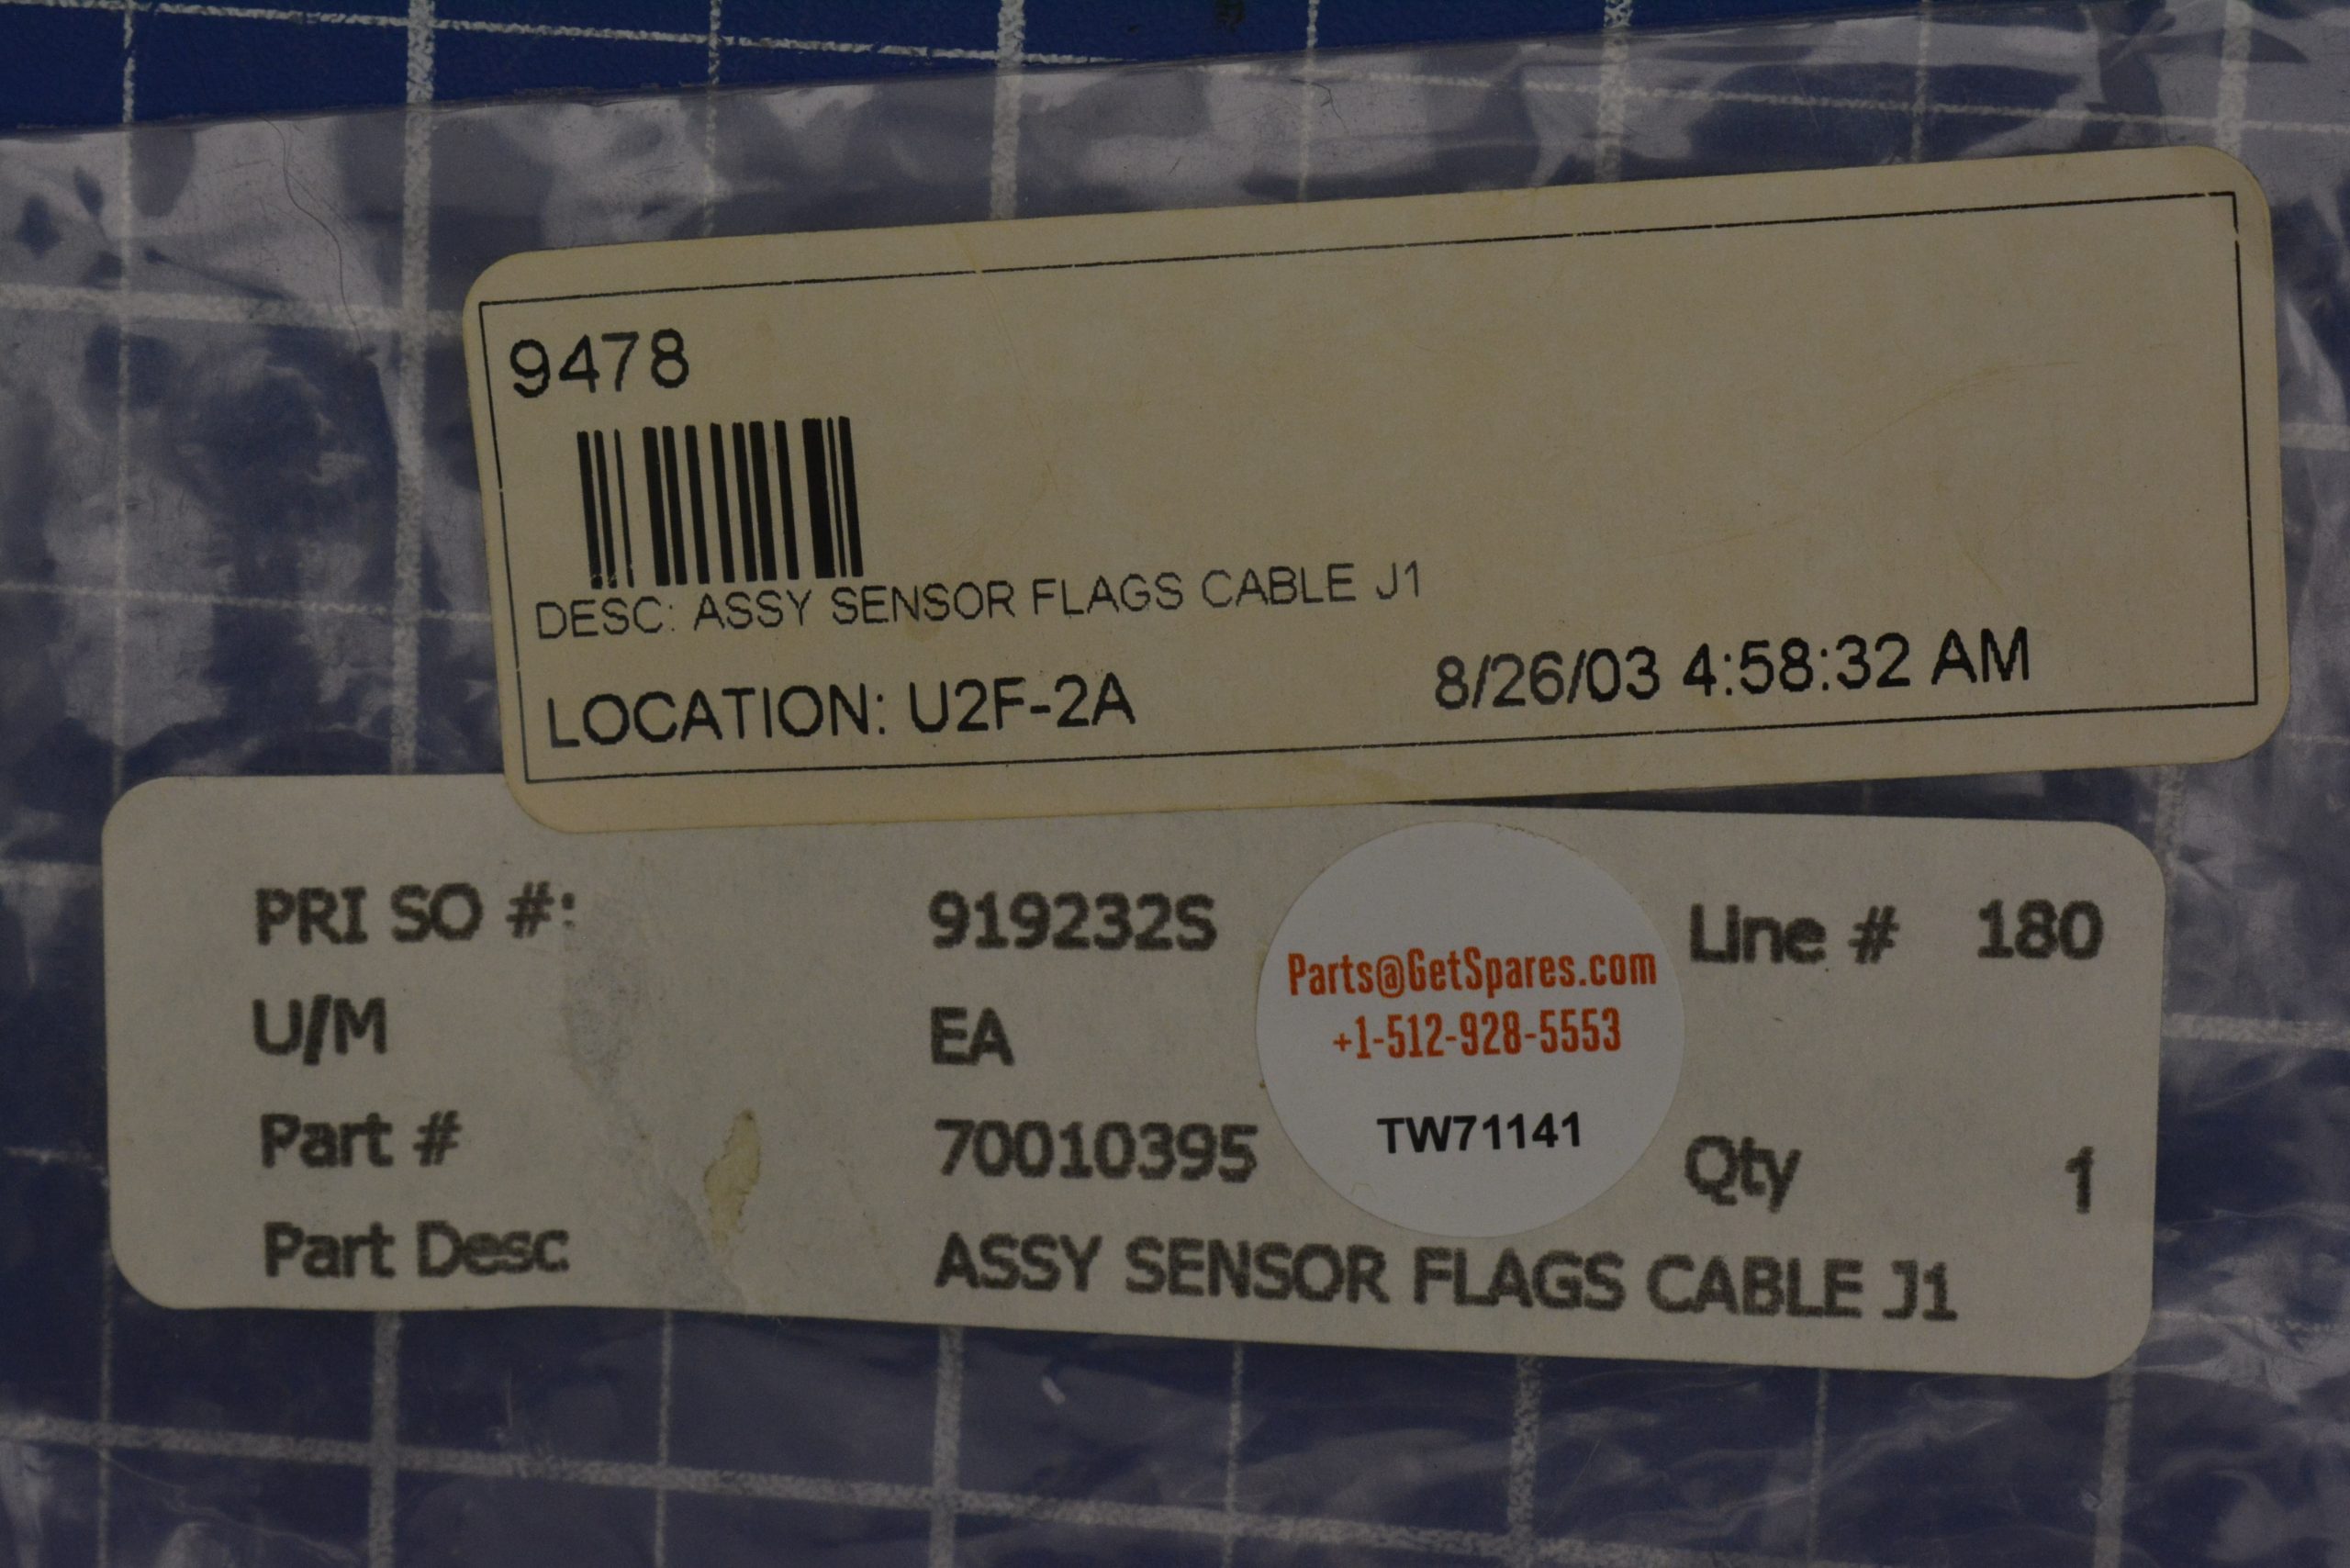 9478
DESC: ASSY SENSOR FLAGS CABLE J1
LOCATION: U2F-2A 8/26/03 4:58:32 AM
PRI SO #: 919232S Line # 180
U/M EA
Part # 70010395 Qty 1
Part Desc ASSY SENSOR FLAGS CABLE J1
Parts@GetSpares.com
+1-512-928-5553
TW71141